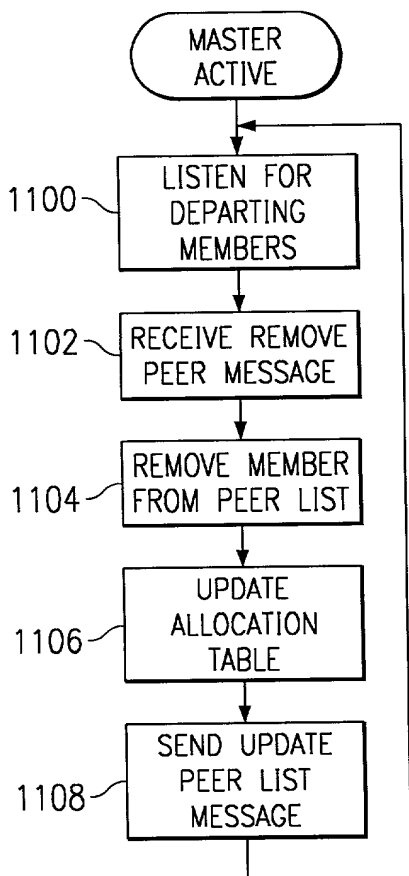 MASTER
ACTIVE
1100
LISTEN FOR
DEPARTING
MEMBERS
1102
RECEIVE REMOVE
PEER MESSAGE
1104
REMOVE MEMBER
FROM PEER LIST
1106
UPDATE
ALLOCATION
TABLE
1108
SEND UPDATE
PEER LIST
MESSAGE